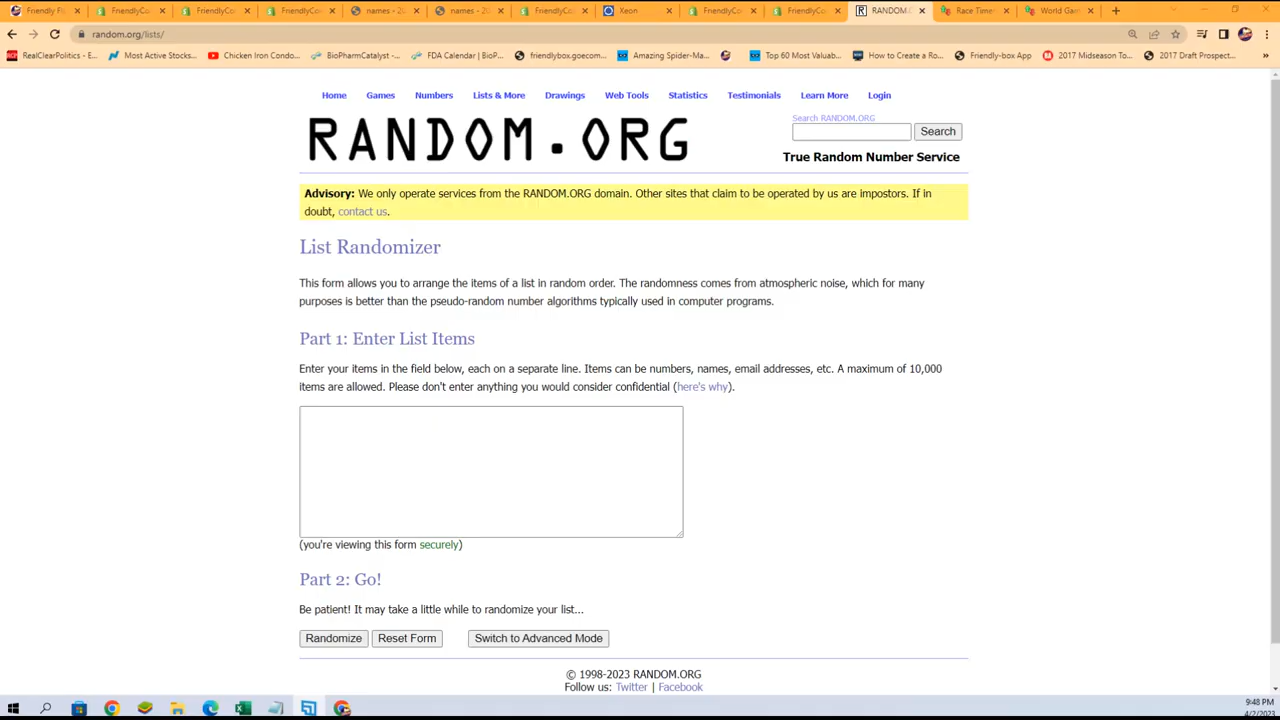 Friendly Fr
FriendlyCo
FriendlyCo
FriendlyCo
names - 20
names - 20
FriendlyCo
Xeon
FriendlyCo
FriendlyCo
RANDOM.O
Race Time
World Gam
random.org/lists/
RealClearPolitics - E...
Most Active Stocks...
Chicken Iron Condo...
BioPharmCatalyst -...
FDA Calendar | BioP...
friendlybox.goecom...
Amazing Spider-Ma...
Top 60 Most Valuab...
How to Create a Ro...
Friendly-box App
2017 Midseason To...
2017 Draft Prospect...
»
Home Games Numbers Lists & More Drawings Web Tools Statistics Testimonials Learn More Login
RANDOM.ORG
Search RANDOM.ORG
Search
True Random Number Service
Advisory: We only operate services from the RANDOM.ORG domain. Other sites that claim to be operated by us are impostors. If in
doubt, contact us.
List Randomizer
This form allows you to arrange the items of a list in random order. The randomness comes from atmospheric noise, which for many
purposes is better than the pseudo-random number algorithms typically used in computer programs.
Part 1: Enter List Items
Enter your items in the field below, each on a separate line. Items can be numbers, names, email addresses, etc. A maximum of 10,000
items are allowed. Please don't enter anything you would consider confidential (here's why).
(you're viewing this form securely)
Part 2: Go!
Be patient! It may take a little while to randomize your list...
Randomize Reset Form Switch to Advanced Mode
© 1998-2023 RANDOM.ORG
Follow us: Twitter | Facebook
9:48 PM
4/2/2023